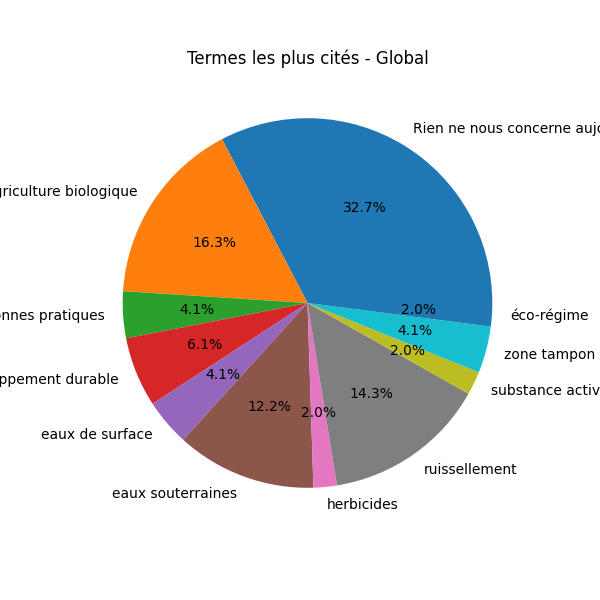 Termes les plus cités - Global
Rien ne nous concerne
32.7%
griculture biologique
16.3%
onnes pratiques
4.1%
ppement durable
6.1%
eaux de surface
4.1%
eaux souterraines
12.2%
herbicides
2.0%
ruissellement
14.3%
substance activ
2.0%
zone tampon
4.1%
éco-régime
2.0%